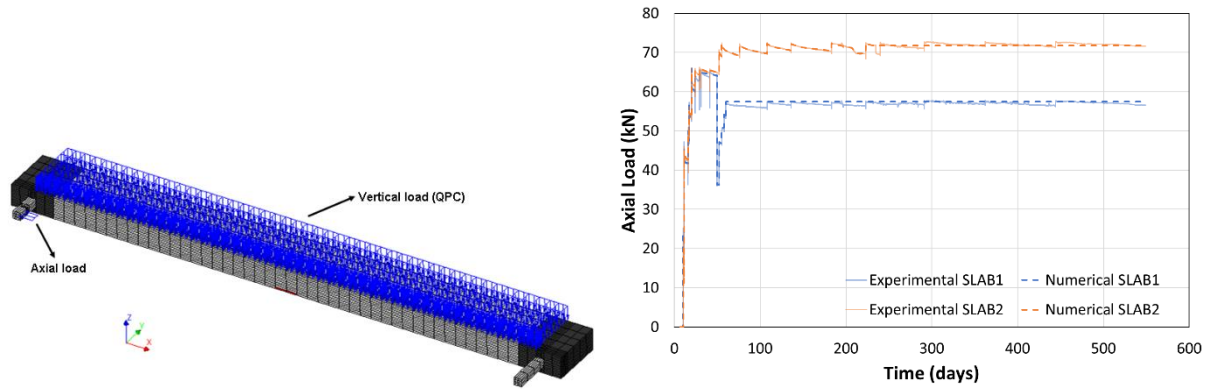 Vertical load (QPC)
Axial load
Z
Y
X
Axial Load (kN)
80
70
60
50
40
30
20
10
0
Experimental SLAB1
Numerical SLAB1
Experimental SLAB2
Numerical SLAB2
0 100 200 300 400 500 600
Time (days)